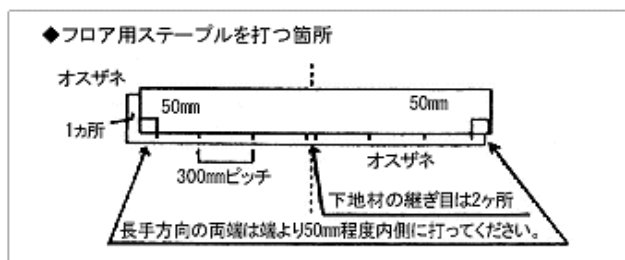 ◆フロア用ステープルを打つ箇所
オスザネ
50mm
50mm
1ヵ所
オスザネ
300mmピッチ
下地材の継ぎ目は2ヶ所
長手方向の両端は端より50mm程度内側に打ってください。